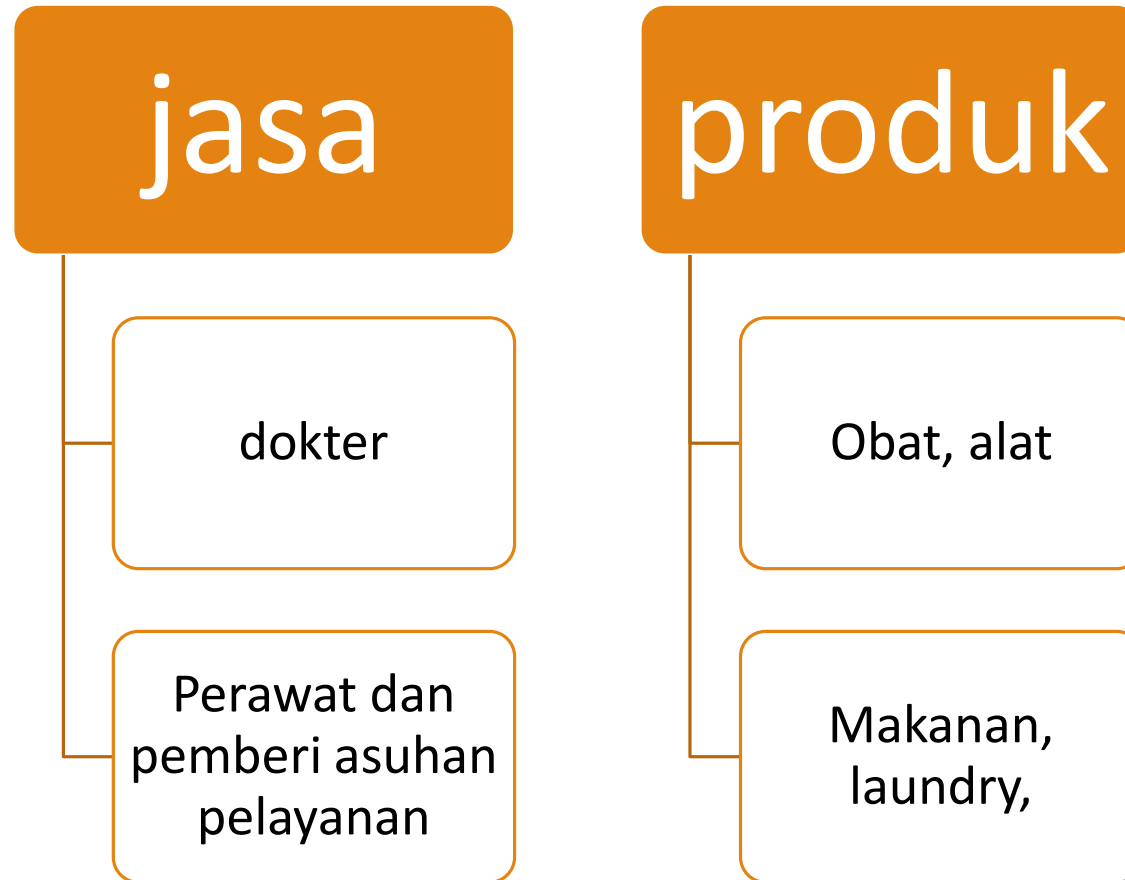 jasa
dokter
Perawat dan
pemberi asuhan
pelayanan
produk
Obat, alat
Makanan,
laundry,